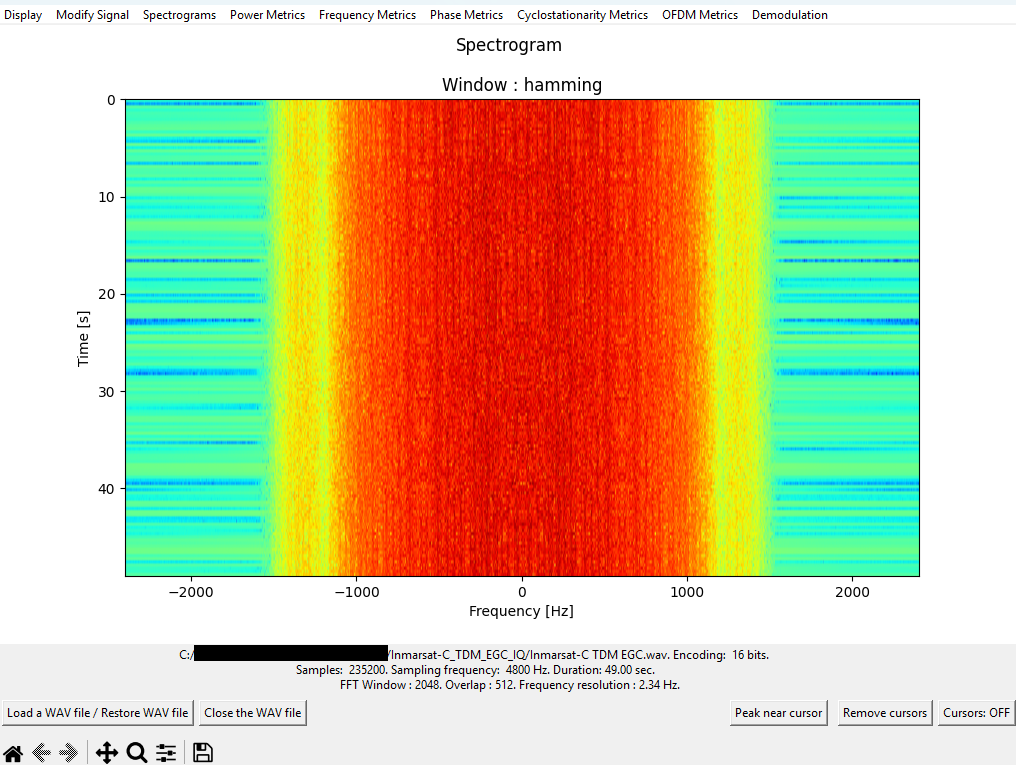 Display Modify Signal Spectrograms Power Metrics Frequency Metrics Phase Metrics Cyclostationarity Metrics OFDM Metrics Demodulation
Spectrogram
Window : hamming
0
10
20
30
40
Time [s]
−2000 −1000 0 1000 2000
Frequency [Hz]
C:/ /Inmarsat-C_TDM_EGC_IQ/Inmarsat-C TDM EGC.wav. Encoding: 16 bits.
Samples: 235200. Sampling frequency: 4800 Hz. Duration: 49.00 sec.
FFT Window : 2048. Overlap : 512. Frequency resolution : 2.34 Hz.
Load a WAV file / Restore WAV file Close the WAV file Peak near cursor Remove cursors Cursors: OFF